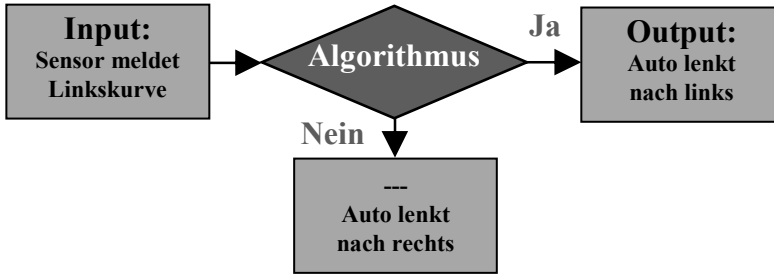 Input:
Sensor meldet
Linkskurve
Algorithmus
Ja
Output:
Auto lenkt
nach links
Nein
---
Auto lenkt
nach rechts